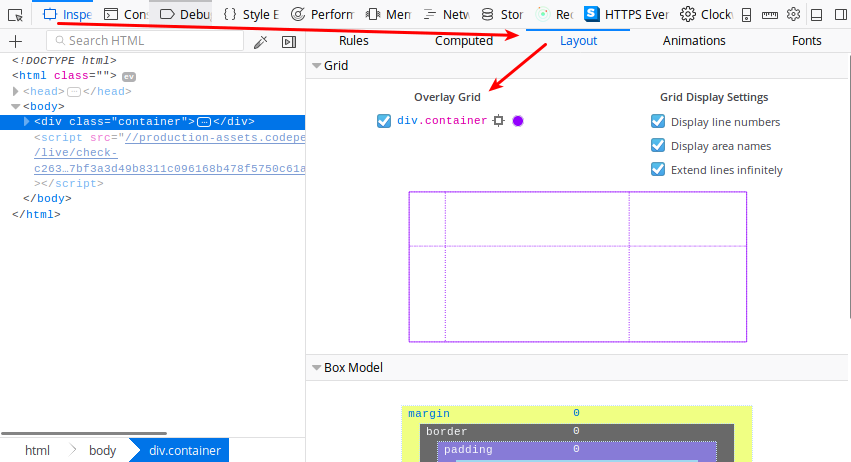 Inspe Con Debug Style E Perform Men Netw Stor Rec HTTPS Ever Clock
Search HTML
Rules Computed Layout Animations Fonts
<!DOCTYPE html>
<html class=""> ev
<head> </head>
<body>
<div class="container"> </div>
<script src="//production-assets.codepe
/live/check-
c263…7bf3a3d49b8311c096168b478f5750c61a
></script>
</body>
</html>
html body div.container
Grid
Overlay Grid
div.container
Grid Display Settings
Display line numbers
Display area names
Extend lines infinitely
Box Model
margin 0
border 0
padding 0